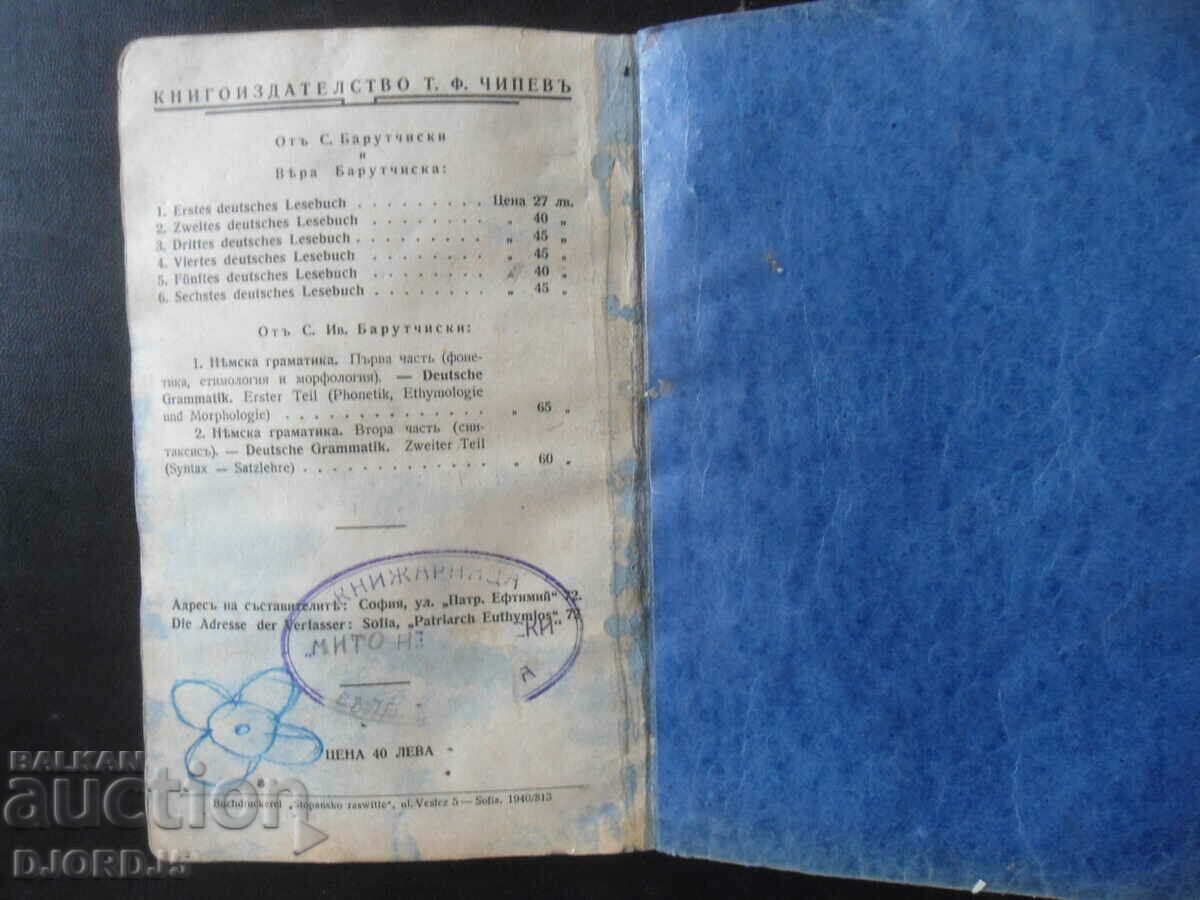 КНИГОИЗДАТЕЛСТВО Т. Ф. ЧИПЕВЪ
Отъ С. Барутчиски
и
Вѣра Барутчиска:
1. Erstes deutsches Lesebuch . . . . . . . . . Цена 27 лв.
2. Zweites deutsches Lesebuch . . . . . . . . „ 40 „
3. Drittes deutsches Lesebuch . . . . . . . . „ 45 „
4. Viertes deutsches Lesebuch . . . . . . . . „ 45 „
5. Fünftes deutsches Lesebuch . . . . . . . „ 40 „
6. Sechstes deutsches Lesebuch . . . . . . . „ 45 „
Отъ С. Ив. Барутчиски:
1. Нѣмска граматика. Първа часть (фоне-
тика, етимология и морфология). — Deutsche
Grammatik. Erster Teil (Phonetik, Ethymologie
und Morphologie) . . . . . . . . . . . . . . „ 65 „
2. Нѣмска граматика. Втора часть (син-
таксисъ). — Deutsche Grammatik. Zweiter Teil
(Syntax — Satzlehre) . . . . . . . . . . . . . „ 60 „
КНИЖАРНИЦА
Адресъ на съставителитѣ: София, ул. „Патр. Ефтимий“ 72.
Die Adresse der Verfasser: Sofia, „Patriarch Euthymios“ 72
„МИТО
ЦЕНА 40 ЛЕВА
Buchdruckerei „Stopansko raswitie“, ul. Veslez 5 — Sofia, 1940/813
BALKAN
auction
DJORDJ5